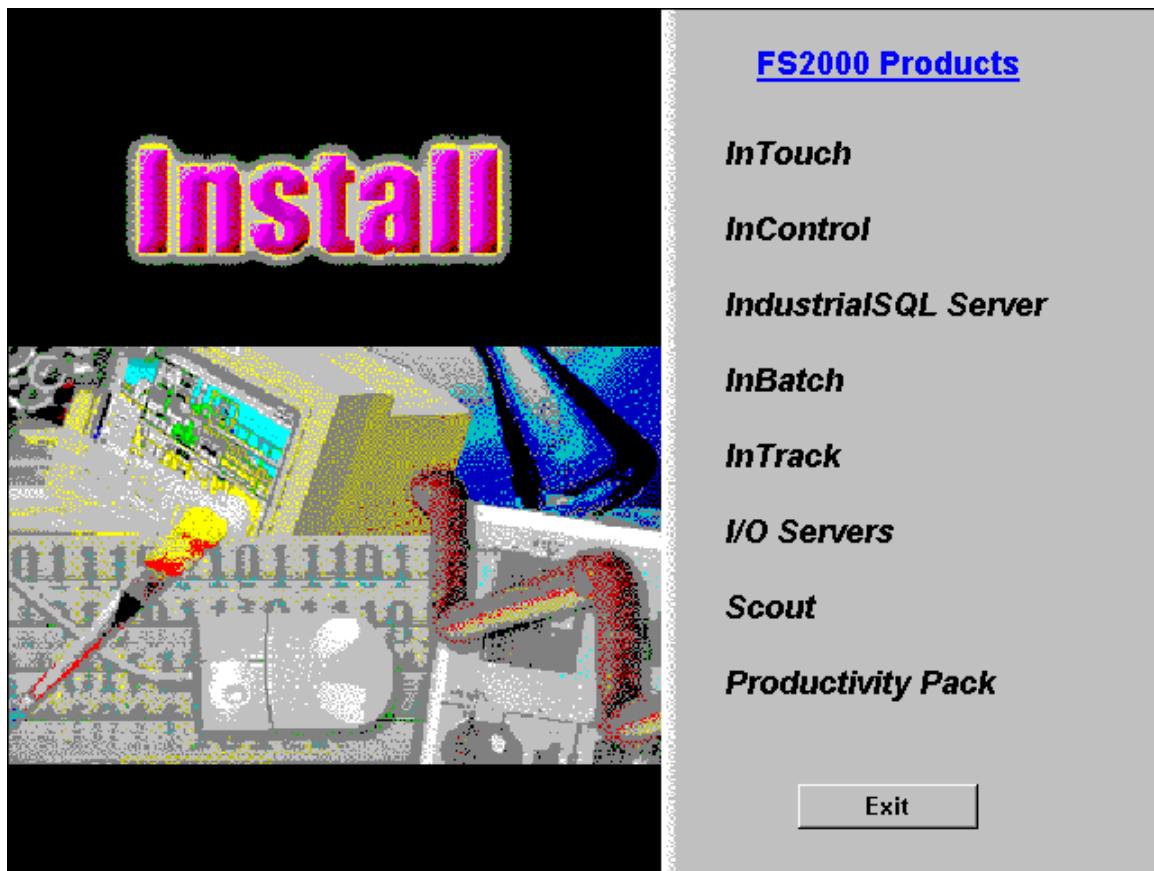 Install
FS2000 Products
InTouch
InControl
IndustrialSQL Server
InBatch
InTrack
I/O Servers
Scout
Productivity Pack
Exit